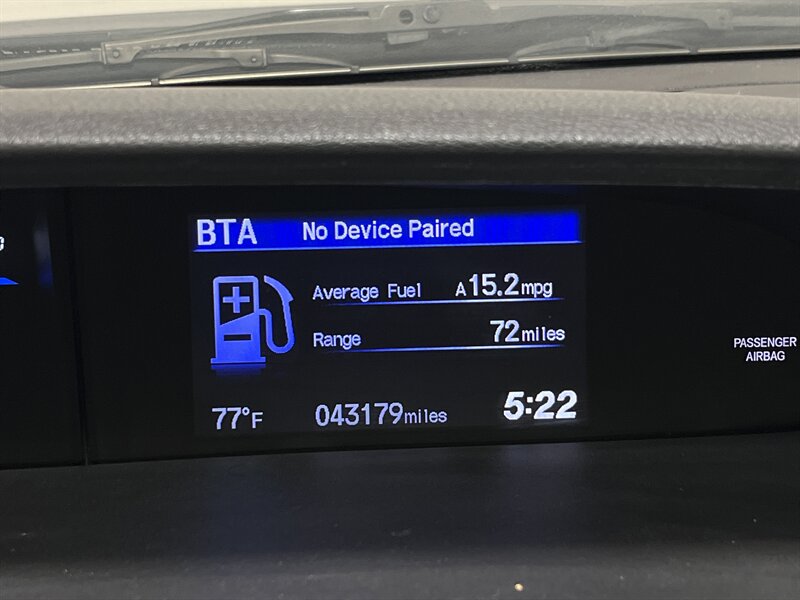 BTA No Device Paired
Average Fuel A15.2mpg
Range 72miles
PASSENGER
AIRBAG
77°F 043179miles 5:22